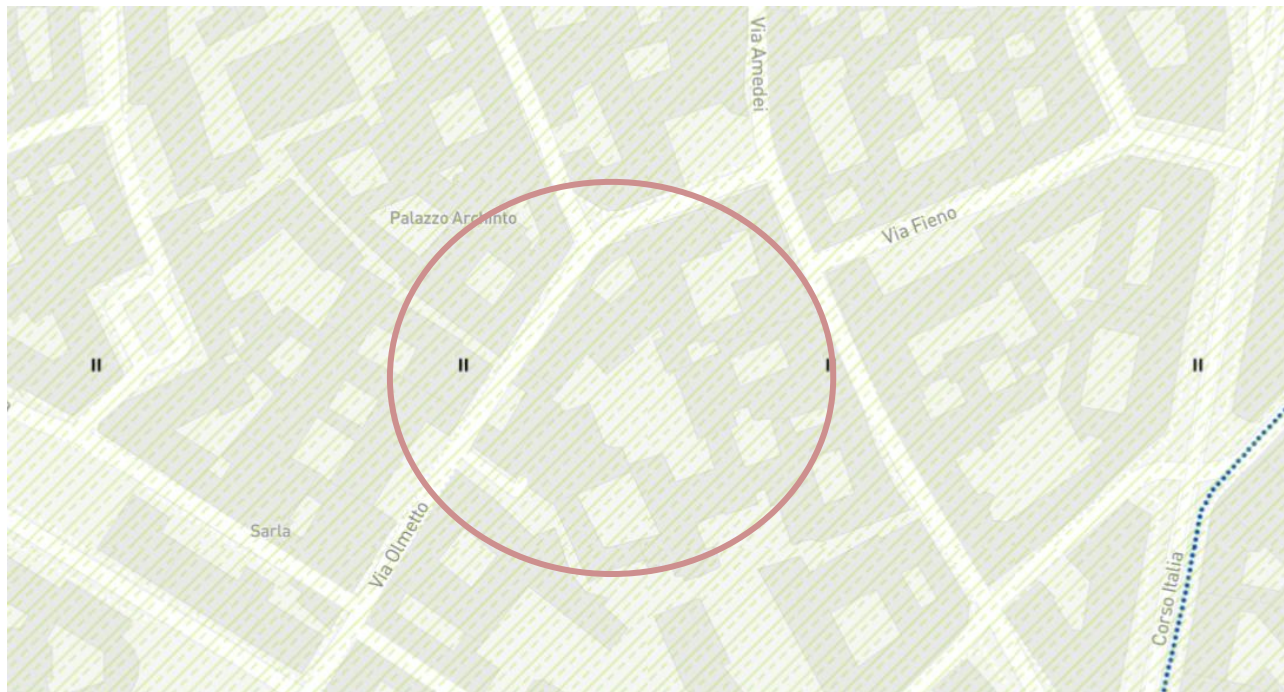 Via Amedei
Palazzo Archinto
Via Fieno
II
II
II
Sarla
Via Olmetto
Corso Italia